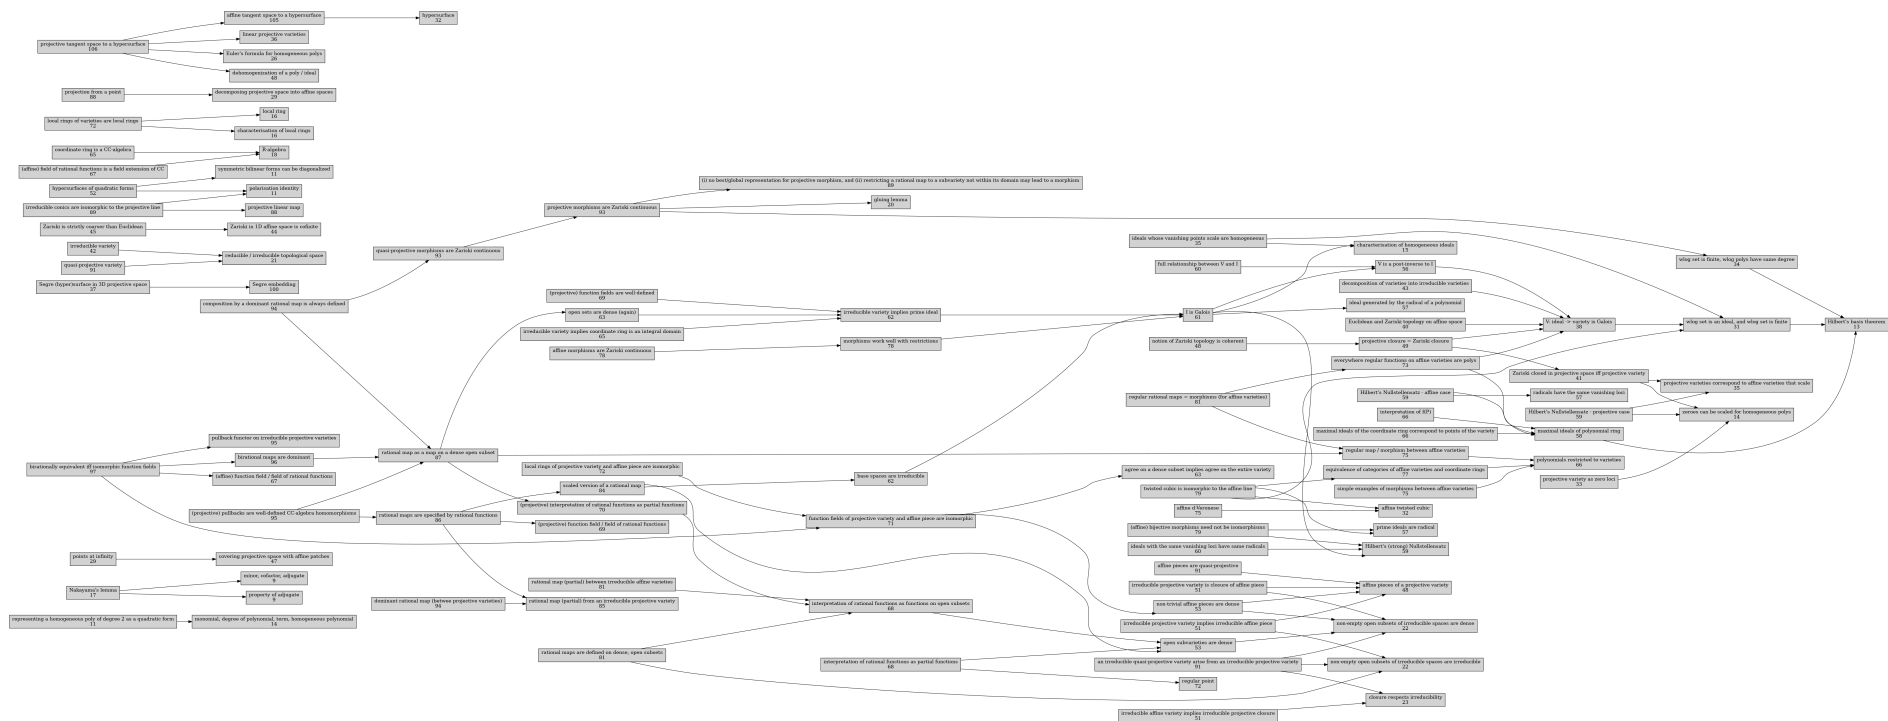 affine tangent space to a hypersurface
105
hypersurface
32
linear projective varieties
36
projective tangent space to a hypersurface
106
Euler's formula for homogeneous polys
26
dehomogenization of a poly / ideal
48
projection from a point
88
decomposing projective space into affine spaces
29
local ring
16
local rings of varieties are local rings
72
characterisation of local rings
16
coordinate ring is a CC-algebra
65
R-algebra
18
(affine) field of rational functions is a field extension of CC
67
symmetric bilinear forms can be diagonalized
11
hypersurfaces of quadratic forms
52
polarisation identity
11
irreducible conics are isomorphic to the projective line
89
projective linear map
88
Zariski is strictly coarser than Euclidean
45
Zariski in 1D affine space is cofinite
44
irreducible variety
42
reducible / irreducible topological space
21
quasi-projective variety
91
Segre (hyper)surface in 3D projective space
37
Segre embedding
100
composition by a dominant rational map is always defined
94
quasi-projective morphisms are Zariski continuous
93
projective morphisms are Zariski continuous
93
(i) no best/global representation for projective morphism, and (ii) restricting a rational map to a subvariety not within its domain may lead to a morphism
89
gluing lemma
20
ideals whose vanishing points scale are homogeneous
35
characterisation of homogeneous ideals
15
wlog set is finite, wlog polys have same degree
34
full relationship between V and I
60
V is a post-inverse to I
56
decomposition of varieties into irreducible varieties
43
(projective) function fields are well-defined
69
open sets are dense (again)
63
irreducible variety implies prime ideal
62
I is Galois
61
ideal generated by the radical of a polynomial
57
irreducible variety implies coordinate ring is an integral domain
65
Euclidean and Zariski topology on affine space
40
V: ideal -> variety is Galois
38
wlog set is an ideal, and wlog set is finite
31
Hilbert's basis theorem
13
affine morphisms are Zariski continuous
78
morphisms work well with restrictions
78
notion of Zariski topology is coherent
48
projective closure = Zariski closure
49
everywhere regular functions on affine varieties are polys
73
Zariski closed in projective space iff projective variety
41
projective varieties correspond to affine varieties that scale
35
regular rational maps = morphisms (for affine varieties)
81
Hilbert's Nullstellensatz - affine case
59
radicals have the same vanishing loci
57
Hilbert's Nullstellensatz - projective case
59
zeroes can be scaled for homogeneous polys
14
interpretation of f(P)
66
maximal ideals of the coordinate ring correspond to points of the variety
66
maximal ideals of polynomial ring
58
pullback functor on irreducible projective varieties
95
birational maps are dominant
96
birationally equivalent iff isomorphic function fields
97
(affine) function field / field of rational functions
67
rational map as a map on a dense open subset
87
regular map / morphism between affine varieties
75
polynomials restricted to varieties
66
local rings of projective variety and affine piece are isomorphic
72
base spaces are irreducible
62
agree on a dense subset implies agree on the entire variety
63
equivalence of categories of affine varieties and coordinate rings
77
projective variety as zero loci
33
scaled version of a rational map
84
twisted cubic is isomorphic to the affine line
79
simple examples of morphisms between affine varieties
75
(projective) pullbacks are well-defined CC-algebra homomorphisms
95
rational maps are specified by rational functions
86
(projective) interpretation of rational functions as partial functions
70
(projective) function field / field of rational functions
69
function fields of projective variety and affine piece are isomorphic
71
affine d-Veronese
75
affine twisted cubic
32
(affine) bijective morphisms need not be isomorphisms
79
prime ideals are radical
57
ideals with the same vanishing loci have same radicals
60
Hilbert's (strong) Nullstellensatz
59
points at infinity
29
covering projective space with affine patches
47
affine pieces are quasi-projective
91
minor, cofactor, adjugate
9
Nakayama's lemma
17
property of adjugate
9
rational map (partial) between irreducible affine varieties
81
irreducible projective variety is closure of affine piece
51
affine pieces of a projective variety
48
dominant rational map (between projective varieties)
94
rational map (partial) from an irreducible projective variety
85
interpretation of rational functions as functions on open subsets
68
non-trivial affine pieces are dense
53
representing a homogeneous poly of degree 2 as a quadratic form
11
monomial, degree of polynomial, term, homogeneous polynomial
14
irreducible projective variety implies irreducible affine piece
51
non-empty open subsets of irreducible spaces are dense
22
rational maps are defined on dense, open subsets
81
open subvarieties are dense
53
interpretation of rational functions as partial functions
68
an irreducible quasi-projective variety arise from an irreducible projective variety
91
non-empty open subsets of irreducible spaces are irreducible
22
regular point
72
closure respects irreducibility
23
irreducible affine variety implies irreducible projective closure
51